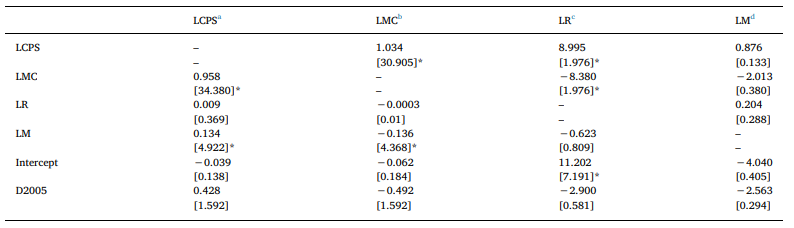 LCPSa LMCb LRc LMd
LCPS – 1.034 8.995 0.876
– [30.905]* [1.976]* [0.133]
LMC 0.958 – −8.380 −2.013
[34.380]* – [1.976]* [0.380]
LR 0.009 −0.0003 – 0.204
[0.369] [0.01] – [0.288]
LM 0.134 −0.136 −0.623 –
[4.922]* [4.368]* [0.809] –
Intercept −0.039 −0.062 11.202 −4.040
[0.138] [0.184] [7.191]* [0.405]
D2005 0.428 −0.492 −2.900 −2.563
[1.592] [1.592] [0.581] [0.294]